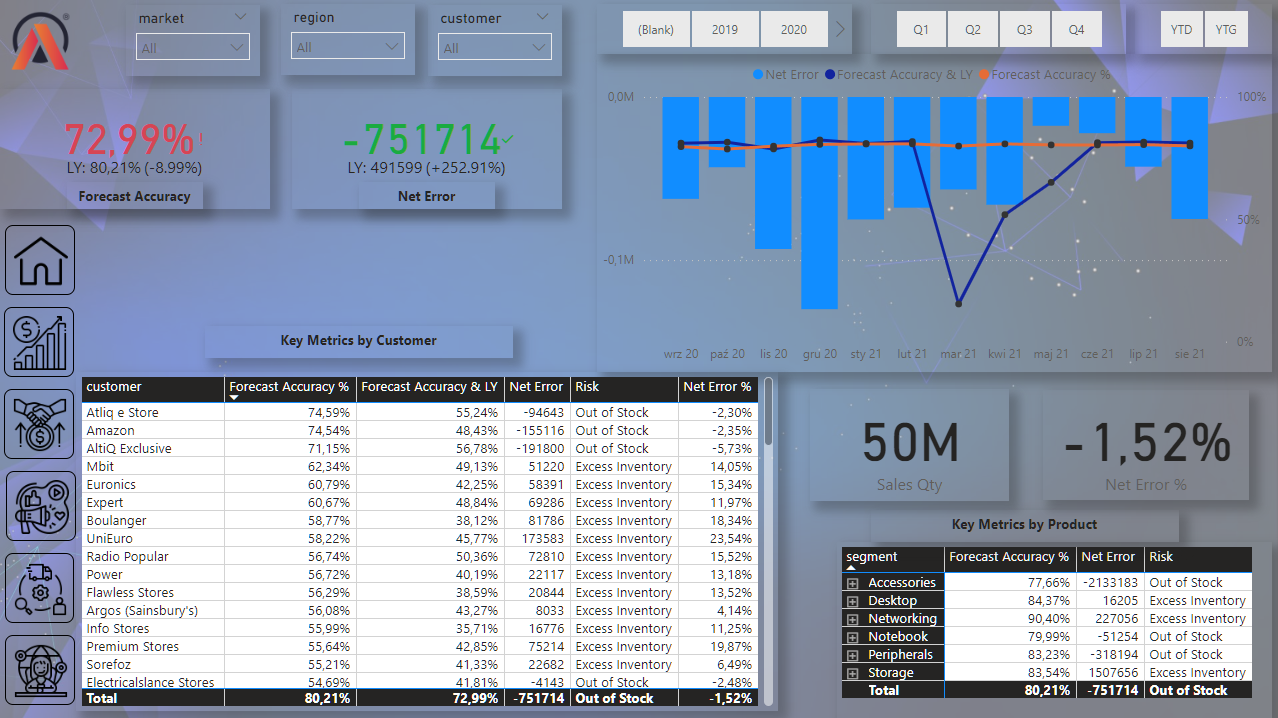 market
region
customer
All
All
All
(Blank) 2019 2020
Q1 Q2 Q3 Q4
YTD YTG
72,99%!
LY: 80,21% (-8.99%)
Forecast Accuracy
-751714
LY: 491599 (+252.91%)
Net Error
Net Error Forecast Accuracy & LY Forecast Accuracy %
0,0M
-0,1M
100%
50%
0%
wrz 20 paź 20 lis 20 gru 20 sty 21 lut 21 mar 21 kwi 21 maj 21 cze 21 lip 21 sie 21
Key Metrics by Customer
customer Forecast Accuracy % Forecast Accuracy & LY Net Error Risk Net Error %
Atliq e Store 74,59% 55,24% -94643 Out of Stock -2,30%
Amazon 74,54% 48,43% -155116 Out of Stock -2,35%
AltiQ Exclusive 71,15% 56,78% -191800 Out of Stock -5,73%
Mbit 62,34% 49,13% 51220 Excess Inventory 14,05%
Euronics 60,79% 42,25% 58391 Excess Inventory 15,34%
Expert 60,67% 48,84% 69286 Excess Inventory 11,97%
Boulanger 58,77% 38,12% 81786 Excess Inventory 18,34%
UniEuro 58,22% 45,77% 173583 Excess Inventory 23,54%
Radio Popular 56,74% 50,36% 72810 Excess Inventory 15,52%
Power 56,72% 40,19% 22117 Excess Inventory 13,18%
Flawless Stores 56,29% 38,59% 20844 Excess Inventory 13,52%
Argos (Sainsbury's) 56,08% 43,27% 8033 Excess Inventory 4,14%
Info Stores 55,99% 35,71% 16776 Excess Inventory 11,25%
Premium Stores 55,64% 42,85% 75214 Excess Inventory 19,87%
Sorefoz 55,21% 41,33% 22682 Excess Inventory 6,49%
Electricalslance Stores 54,69% 41,81% -4143 Out of Stock -2,48%
Total 80,21% 72,99% -751714 Out of Stock -1,52%
50M
Sales Qty
-1,52%
Net Error %
Key Metrics by Product
segment Forecast Accuracy % Net Error Risk
Accessories 77,66% -2133183 Out of Stock
Desktop 84,37% 16205 Excess Inventory
Networking 90,40% 227056 Excess Inventory
Notebook 79,99% -51254 Out of Stock
Peripherals 83,23% -318194 Out of Stock
Storage 83,54% 1507656 Excess Inventory
Total 80,21% -751714 Out of Stock